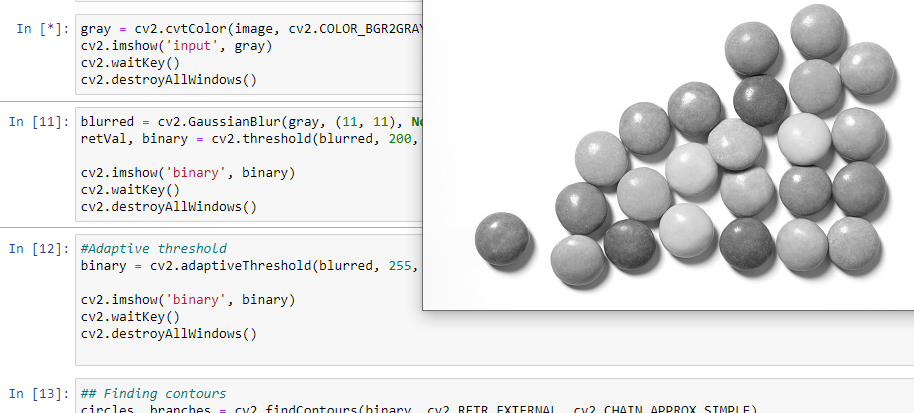 In [*]: gray = cv2.cvtColor(image, cv2.COLOR_BGR2GRAY
cv2.imshow('input', gray)
cv2.waitKey()
cv2.destroyAllWindows()
In [11]: blurred = cv2.GaussianBlur(gray, (11, 11), No
retVal, binary = cv2.threshold(blurred, 200,
cv2.imshow('binary', binary)
cv2.waitKey()
cv2.destroyAllWindows()
In [12]: #Adaptive threshold
binary = cv2.adaptiveThreshold(blurred, 255,
cv2.imshow('binary', binary)
cv2.waitKey()
cv2.destroyAllWindows()
In [13]: ## Finding contours
circles, branches = cv2.findContours(binary, cv2.RETR_EXTERNAL, cv2.CHAIN_APPROX_SIMPLE)